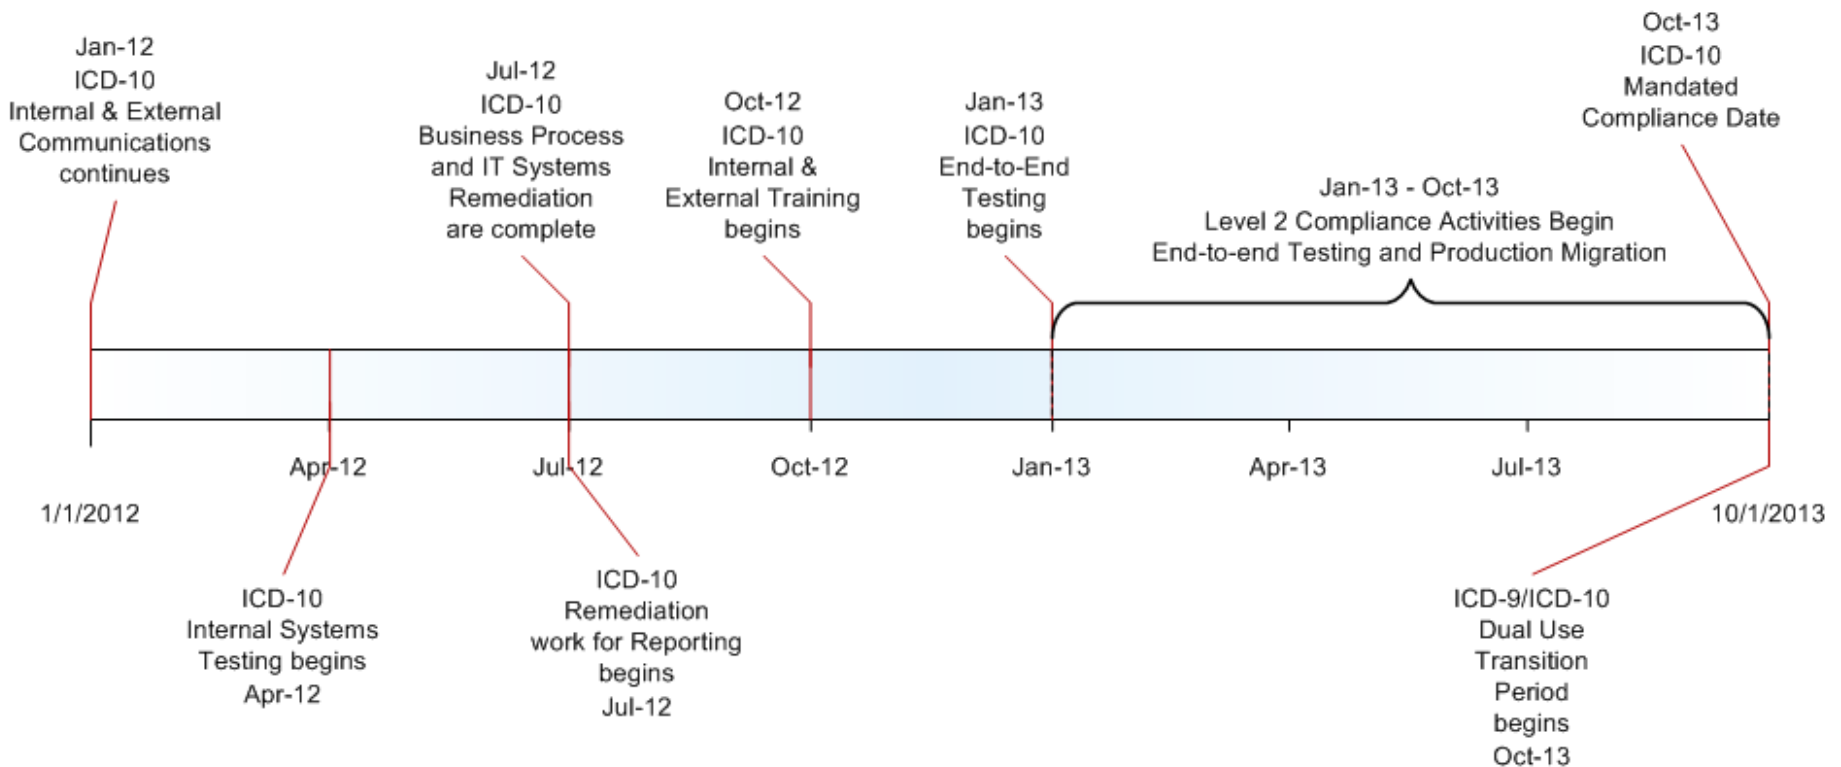 Jan-12
ICD-10
Internal & External
Communications
continues
Jul-12
ICD-10
Business Process
and IT Systems
Remediation
are complete
Oct-12
ICD-10
Internal &
External Training
begins
Jan-13
ICD-10
End-to-End
Testing
begins
Jan-13 - Oct-13
Level 2 Compliance Activities Begin
End-to-end Testing and Production Migration
Oct-13
ICD-10
Mandated
Compliance Date
Apr-12
Jul-12
Oct-12
Jan-13
Apr-13
Jul-13
1/1/2012
10/1/2013
ICD-10
Internal Systems
Testing begins
Apr-12
ICD-10
Remediation
work for Reporting
begins
Jul-12
ICD-9/ICD-10
Dual Use
Transition
Period
begins
Oct-13